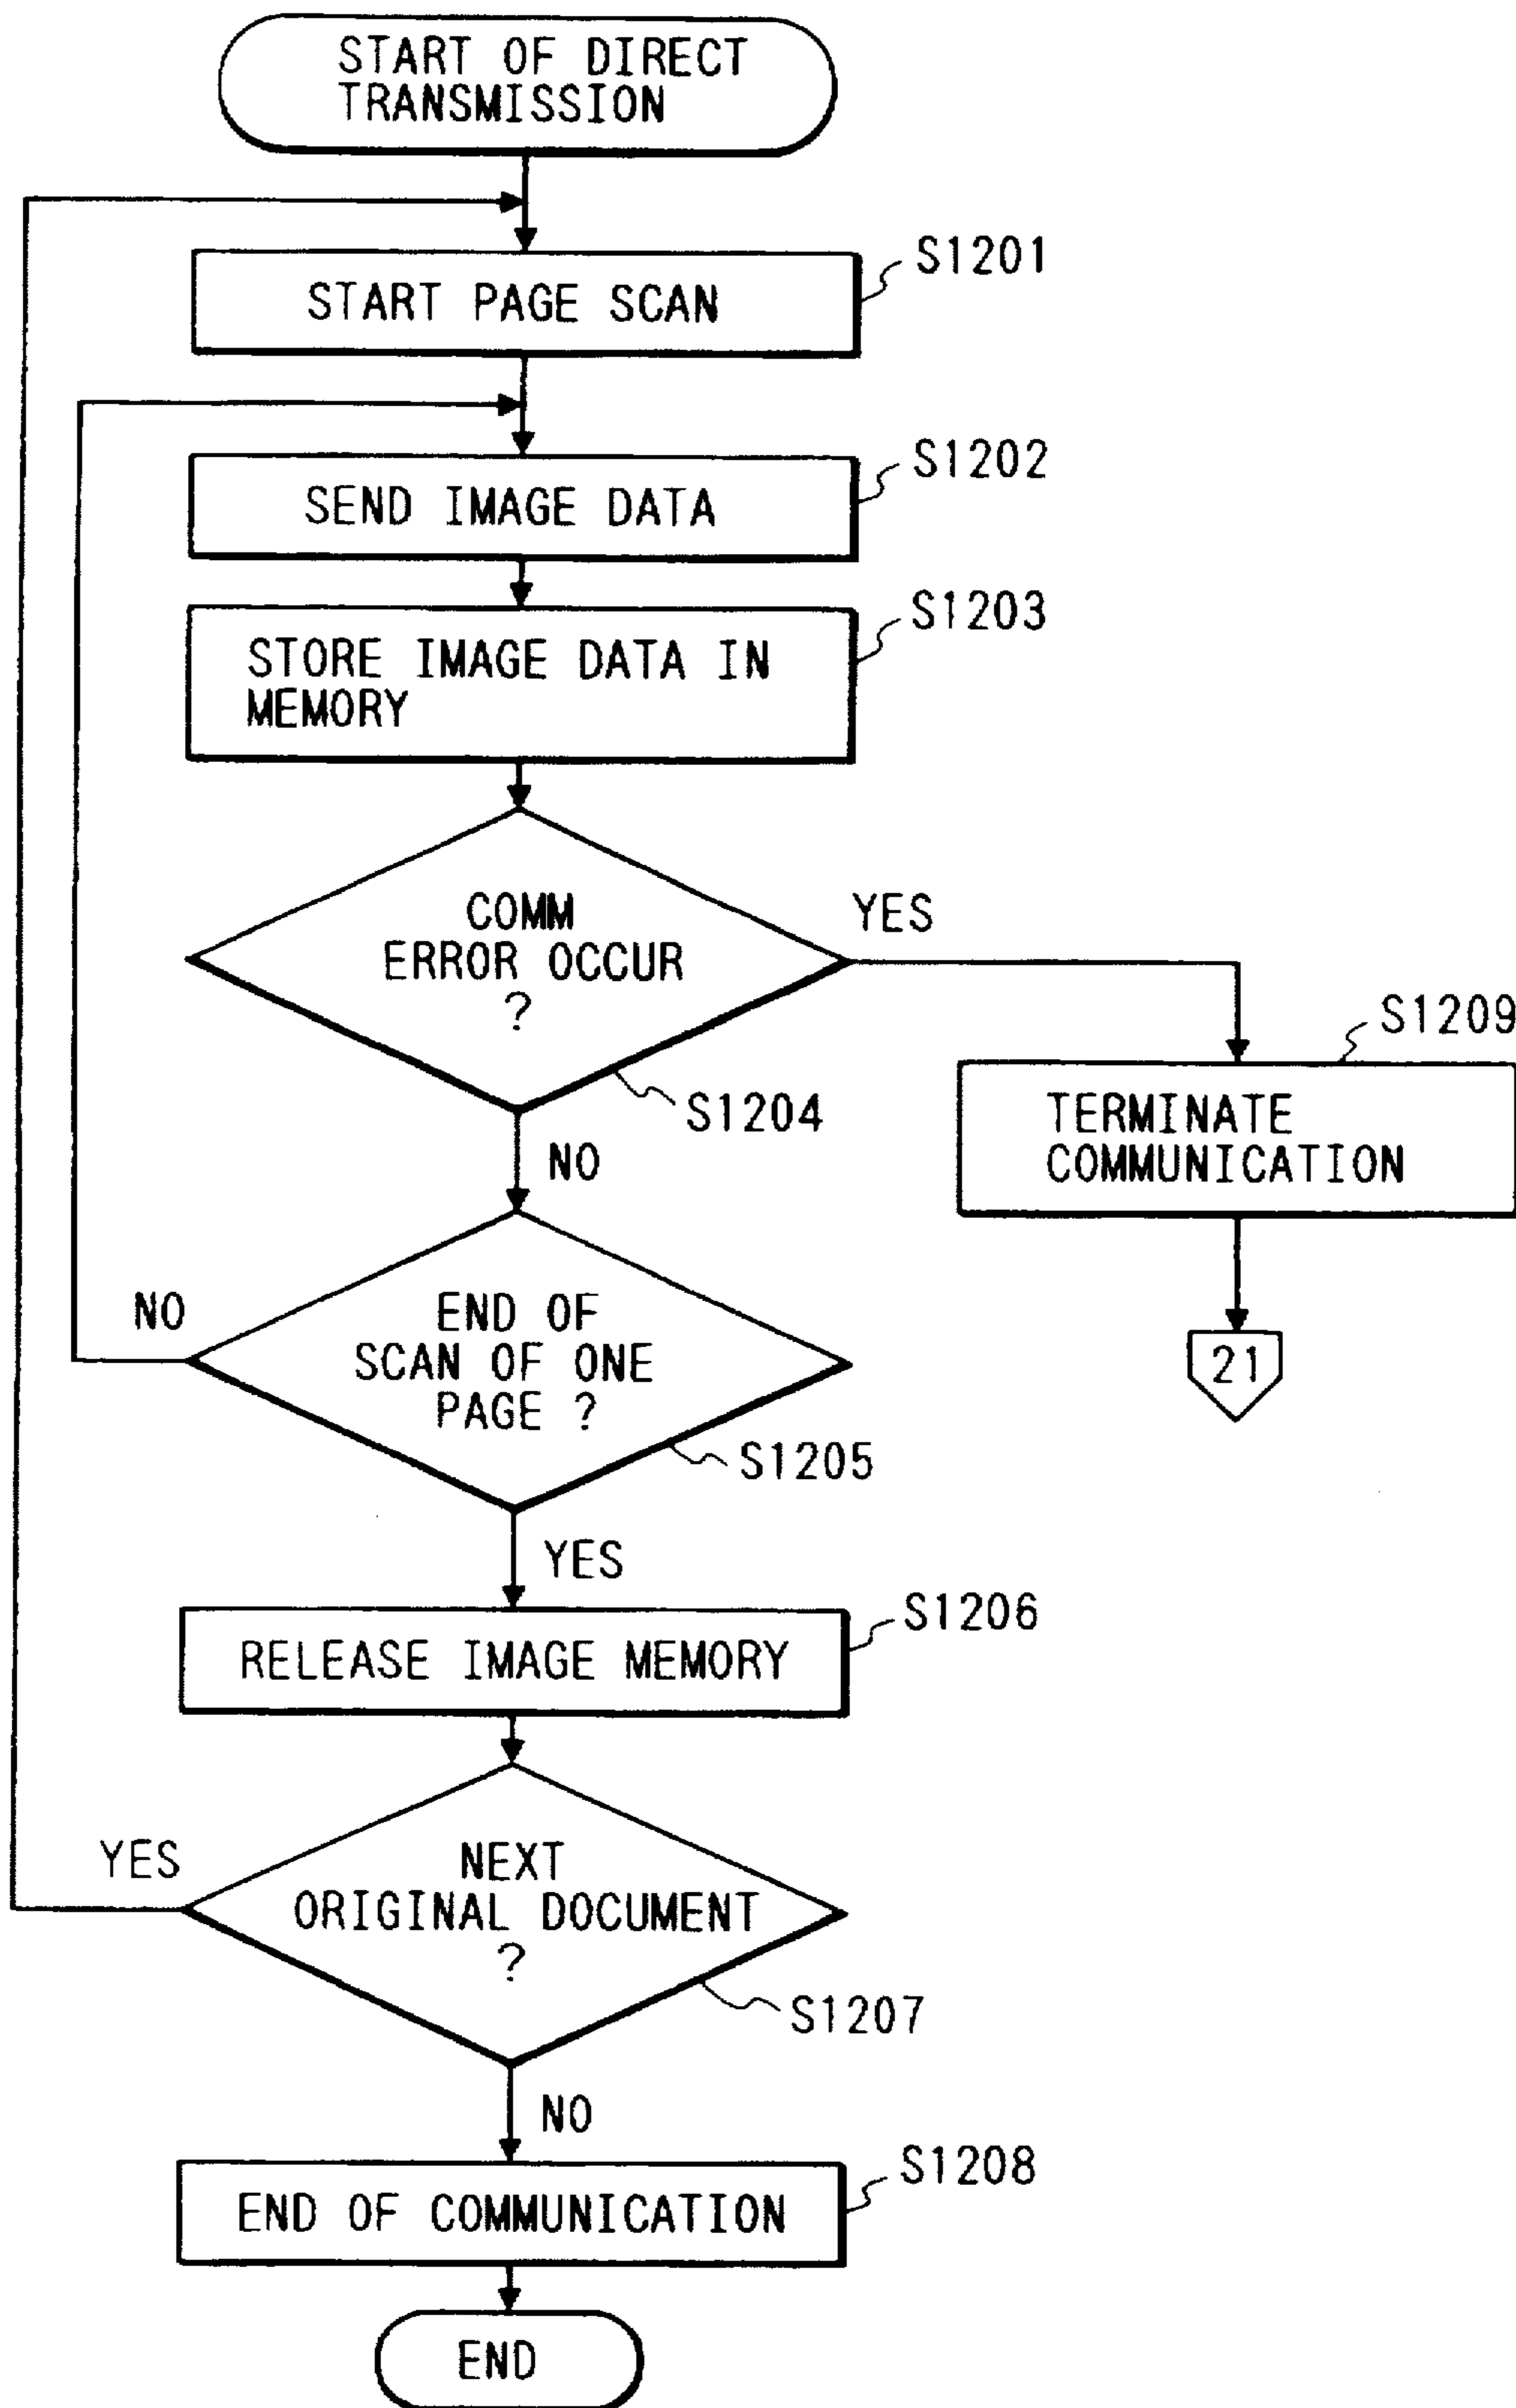 START OF DIRECT
TRANSMISSION
S1201
START PAGE SCAN
S1202
SEND IMAGE DATA
S1203
STORE IMAGE DATA IN
MEMORY
COMM
ERROR OCCUR
?
YES
S1204
NO
S1209
TERMINATE
COMMUNICATION
21
NO
END OF
SCAN OF ONE
PAGE ?
S1205
YES
S1206
RELEASE IMAGE MEMORY
YES
NEXT
ORIGINAL DOCUMENT
?
S1207
NO
S1208
END OF COMMUNICATION
END